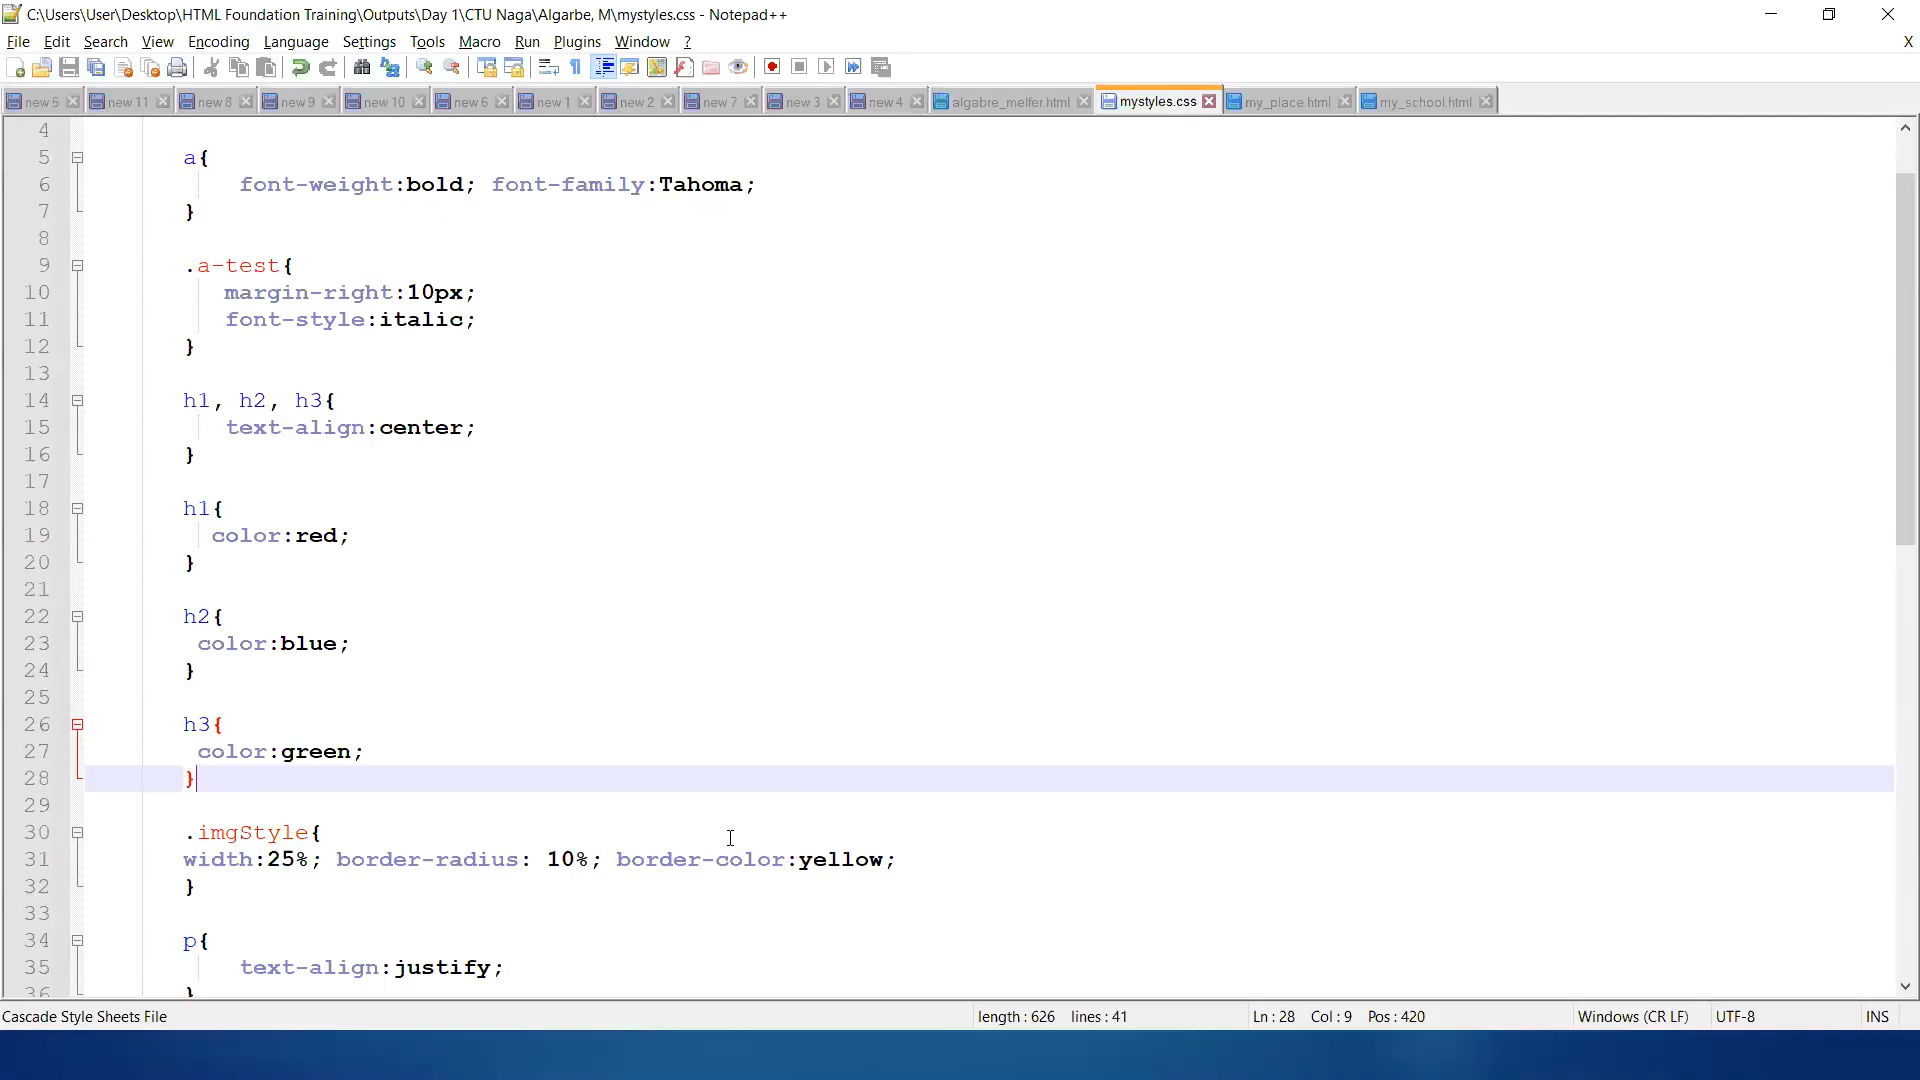 C:\Users\User\Desktop\HTML Foundation Training\Outputs\Day 1\CTU Naga\Algarbe, M\mystyles.css - Notepad++
File Edit Search View Encoding Language Settings Tools Macro Run Plugins Window ? X
new 5 new 11 new 8 new 9 new 10 new 6 new 1 new 2 new 7 new 3 new 4 algabre_melfer.html mystyles.css my_place.html my_school.html
4
5 a{
6 font-weight:bold; font-family:Tahoma;
7 }
8
9 .a-test{
10 margin-right:10px;
11 font-style:italic;
12 }
13
14 h1, h2, h3{
15 text-align:center;
16 }
17
18 h1{
19 color:red;
20 }
21
22 h2{
23 color:blue;
24 }
25
26 h3{
27 color:green;
28 }
29
30 .imgStyle{
31 width:25%; border-radius: 10%; border-color:yellow;
32 }
33
34 p{
35 text-align:justify;
36 }
Cascade Style Sheets File length : 626 lines : 41 Ln : 28 Col : 9 Pos : 420 Windows (CR LF) UTF-8 INS